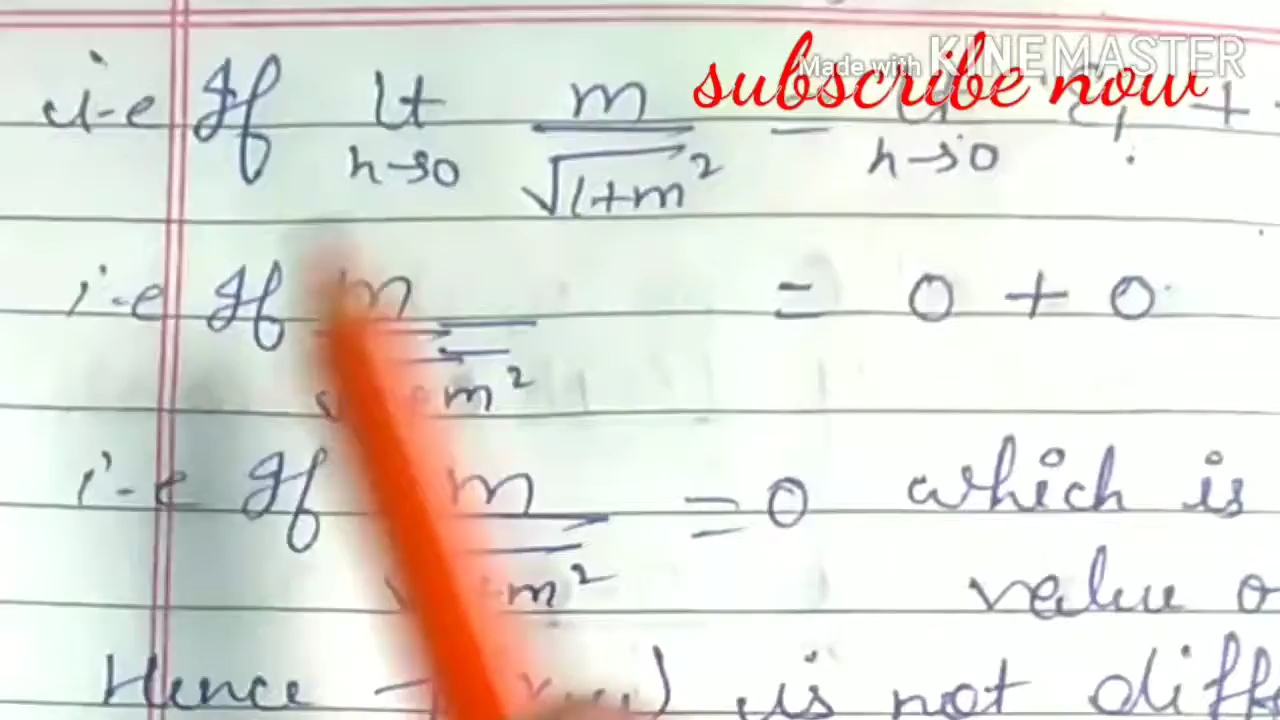 Made with KINEMASTER
subscribe now
i-e If lt h→0 m/√1+m² = h→0 +
i-e If m m² = 0 + 0
i-e If m m² = 0 which is
value
Hence is not diff